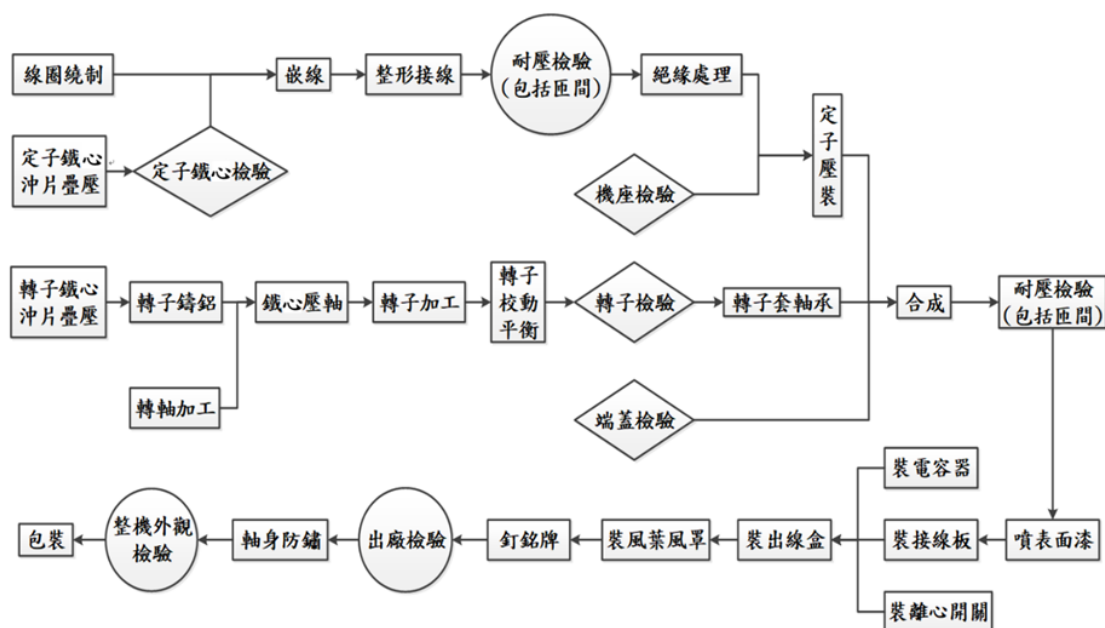 線圈繞制
嵌線
整形接線
耐壓檢驗
(包括匝間)
絕緣處理
定子鐵心
沖片疊壓
定子鐵心檢驗
機座檢驗
定
子
壓
裝
轉子鐵心
沖片疊壓
轉子鑄鋁
鐵心壓軸
轉子加工
轉子
校動
平衡
轉子檢驗
轉子套軸承
合成
耐壓檢驗
(包括匝間)
轉軸加工
端蓋檢驗
裝電容器
包裝
整機外觀
檢驗
軸身防鏽
出廠檢驗
釘銘牌
裝風葉風罩
裝出線盒
裝接線板
噴表面漆
裝離心開關